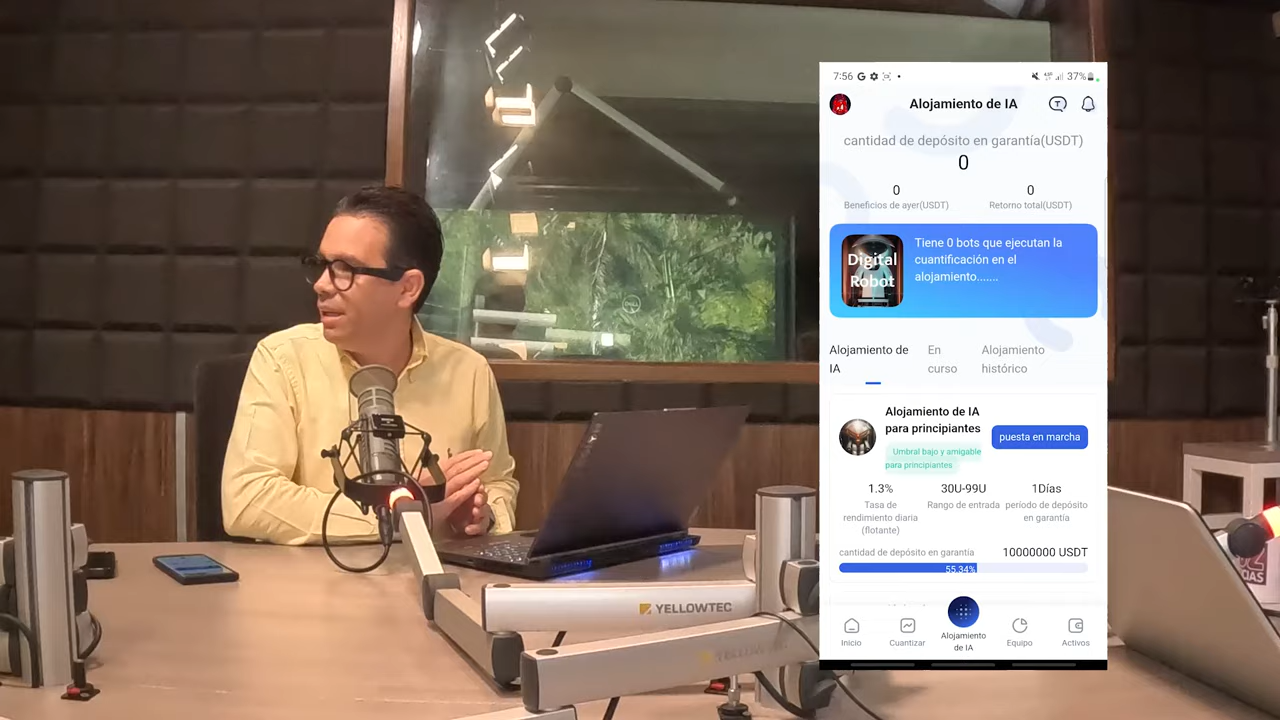 7:56
37%
Alojamiento de IA
cantidad de depósito en garantía(USDT)
0
0
Beneficios de ayer(USDT)
0
Retorno total(USDT)
Digital
Robot
Tiene 0 bots que ejecutan la
cuantificación en el
alojamiento.......
Alojamiento de
IA
En
curso
Alojamiento
histórico
Alojamiento de IA
para principiantes
Umbral bajo y amigable
para principiantes
puesta en marcha
1.3%
Tasa de
rendimiento diaria
(flotante)
30U-99U
Rango de entrada
1Días
período de depósito
en garantía
cantidad de depósito en garantía
10000000 USDT
55.34%
Inicio
Cuantizar
Alojamiento
de IA
Equipo
Activos
YELLOWTEC
YELLOWTEC
DELL